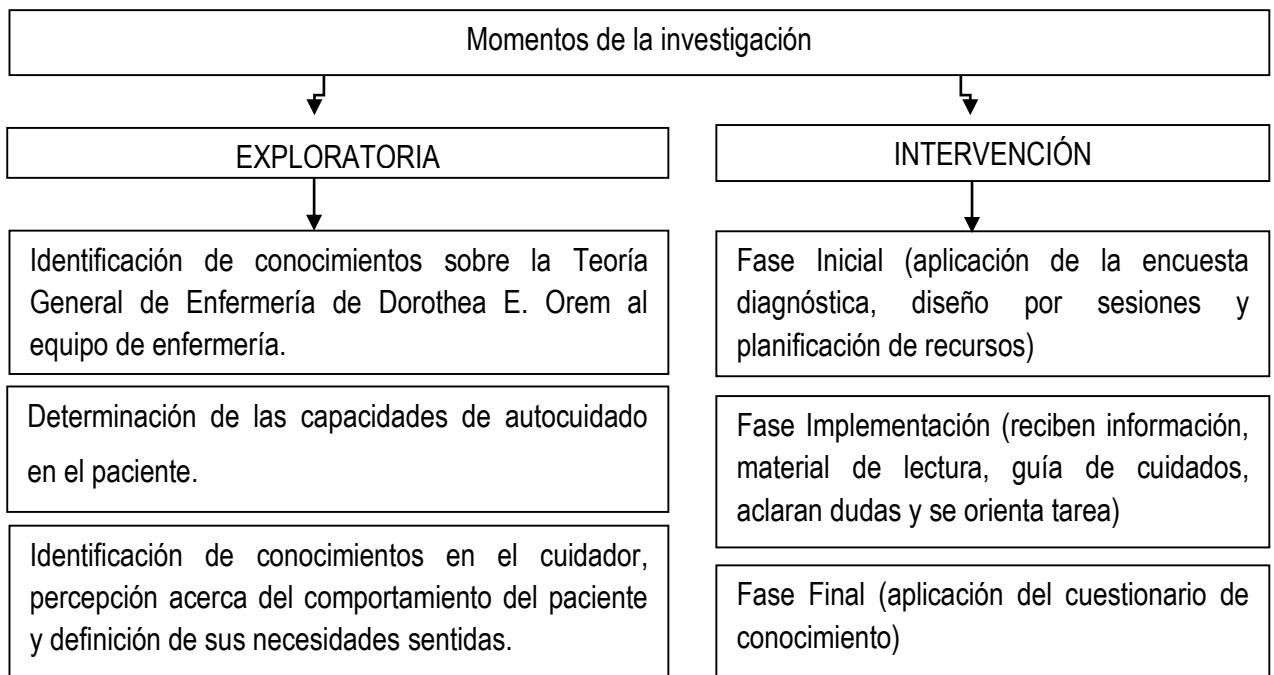 Momentos de la investigación
EXPLORATORIA
Identificación de conocimientos sobre la Teoría
General de Enfermería de Dorothea E. Orem al
equipo de enfermería.
Determinación de las capacidades de autocuidado
en el paciente.
Identificación de conocimientos en el cuidador,
percepción acerca del comportamiento del paciente
y definición de sus necesidades sentidas.
INTERVENCIÓN
Fase Inicial (aplicación de la encuesta
diagnóstica, diseño por sesiones y
planificación de recursos)
Fase Implementación (reciben información,
material de lectura, guía de cuidados,
aclaran dudas y se orienta tarea)
Fase Final (aplicación del cuestionario de
conocimiento)